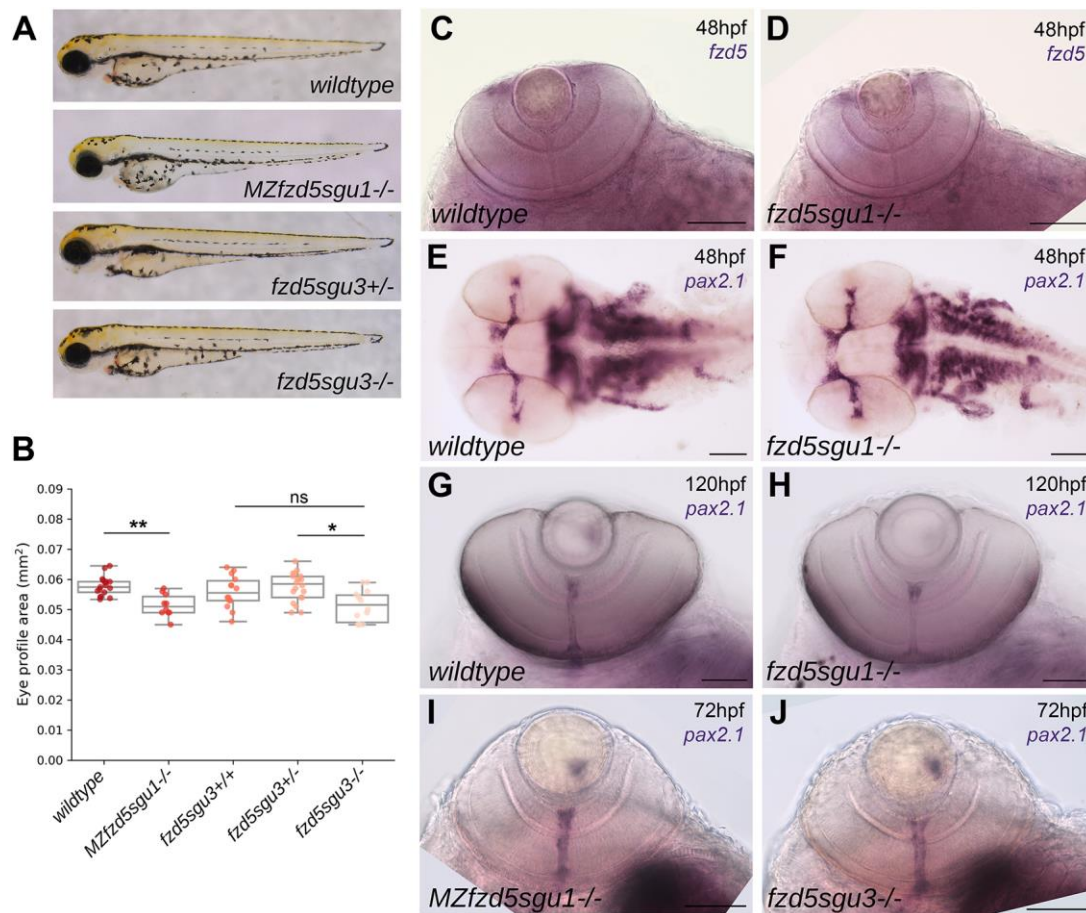 A
wildtype
MZfzd5sgu1-/-
fzd5sgu3+/-
fzd5sgu3-/-
B
ns
**
*
Eye profile area (mm²)
0.09
0.08
0.07
0.06
0.05
0.04
0.03
0.02
0.01
0.00
wildtype
MZfzd5sgu1-/-
fzd5sgu3+/+
fzd5sgu3+/-
fzd5sgu3-/-
C
48hpf
fzd5
wildtype
D
48hpf
fzd5
fzd5sgu1-/-
E
48hpf
pax2.1
wildtype
F
48hpf
pax2.1
fzd5sgu1-/-
G
120hpf
pax2.1
wildtype
H
120hpf
pax2.1
fzd5sgu1-/-
I
72hpf
pax2.1
MZfzd5sgu1-/-
J
72hpf
pax2.1
fzd5sgu3-/-